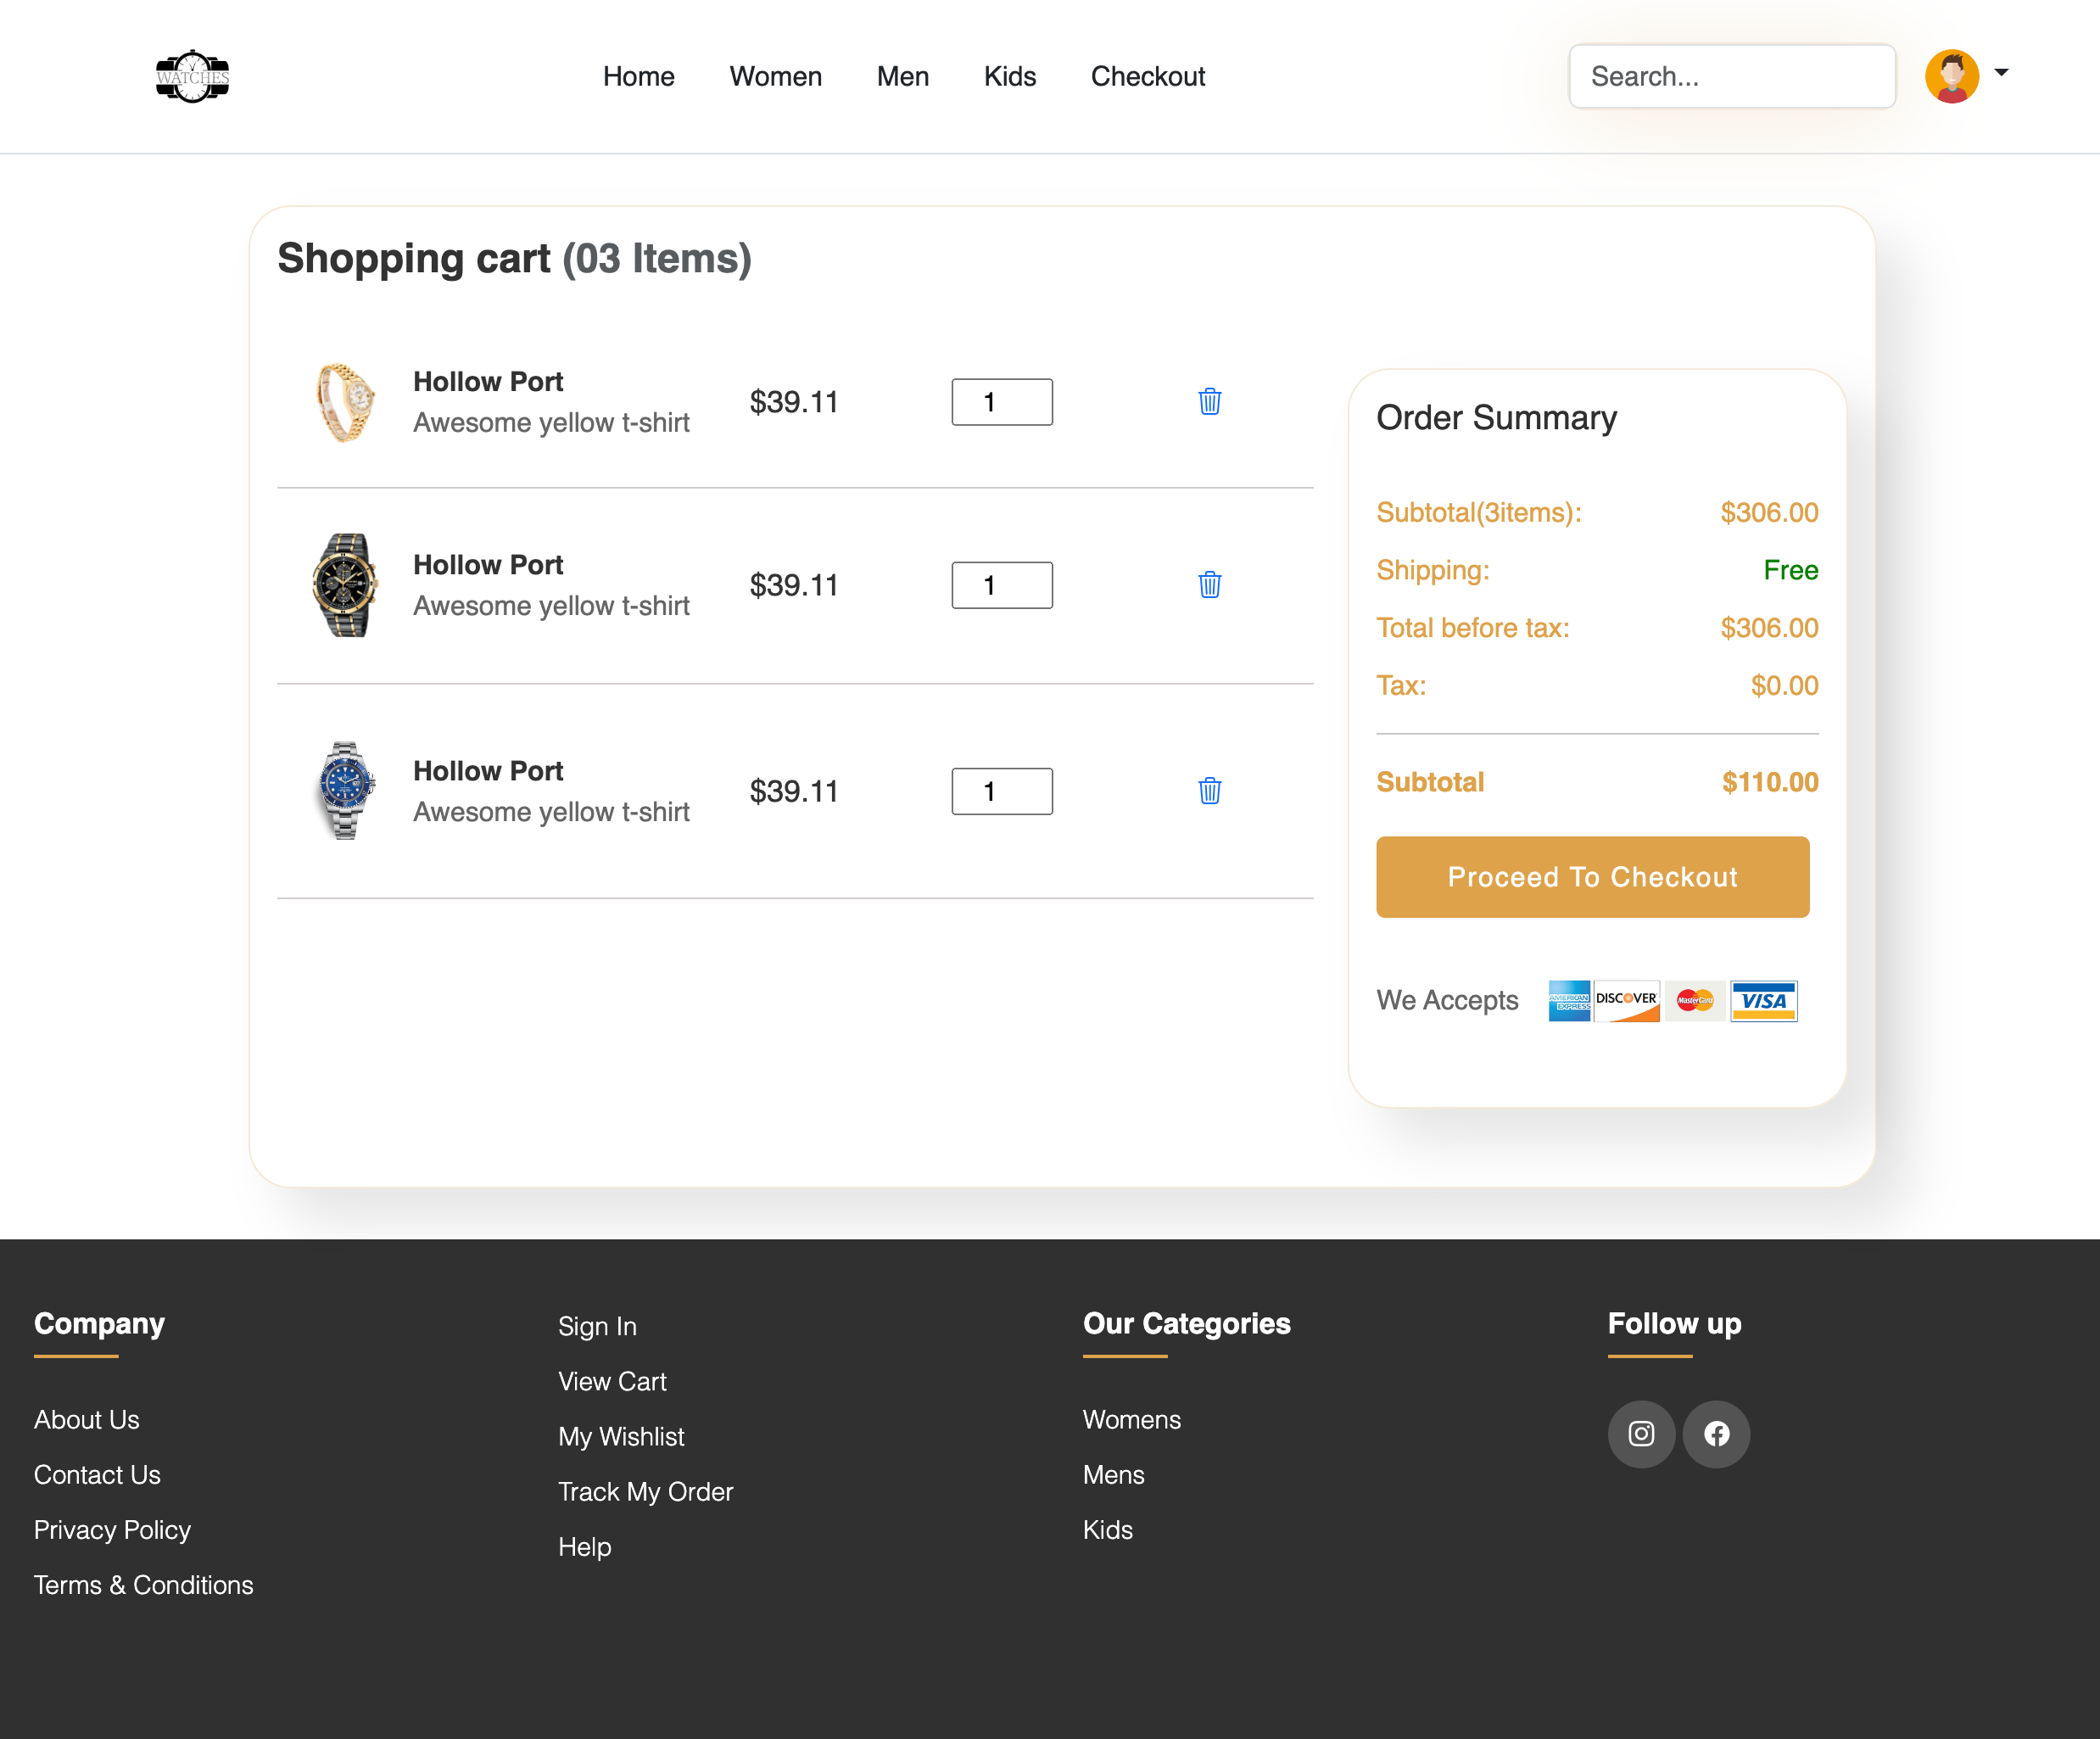 WATCHES
Home Women Men Kids Checkout
Search...
Shopping cart (03 Items)
Hollow Port
Awesome yellow t-shirt
$39.11
1
Hollow Port
Awesome yellow t-shirt
$39.11
1
Hollow Port
Awesome yellow t-shirt
$39.11
1
Order Summary
Subtotal(3items): $306.00
Shipping: Free
Total before tax: $306.00
Tax: $0.00
Subtotal $110.00
Proceed To Checkout
We Accepts
AMERICAN EXPRESS
DISCOVER
MasterCard
VISA
Company
About Us
Contact Us
Privacy Policy
Terms & Conditions
Sign In
View Cart
My Wishlist
Track My Order
Help
Our Categories
Womens
Mens
Kids
Follow up